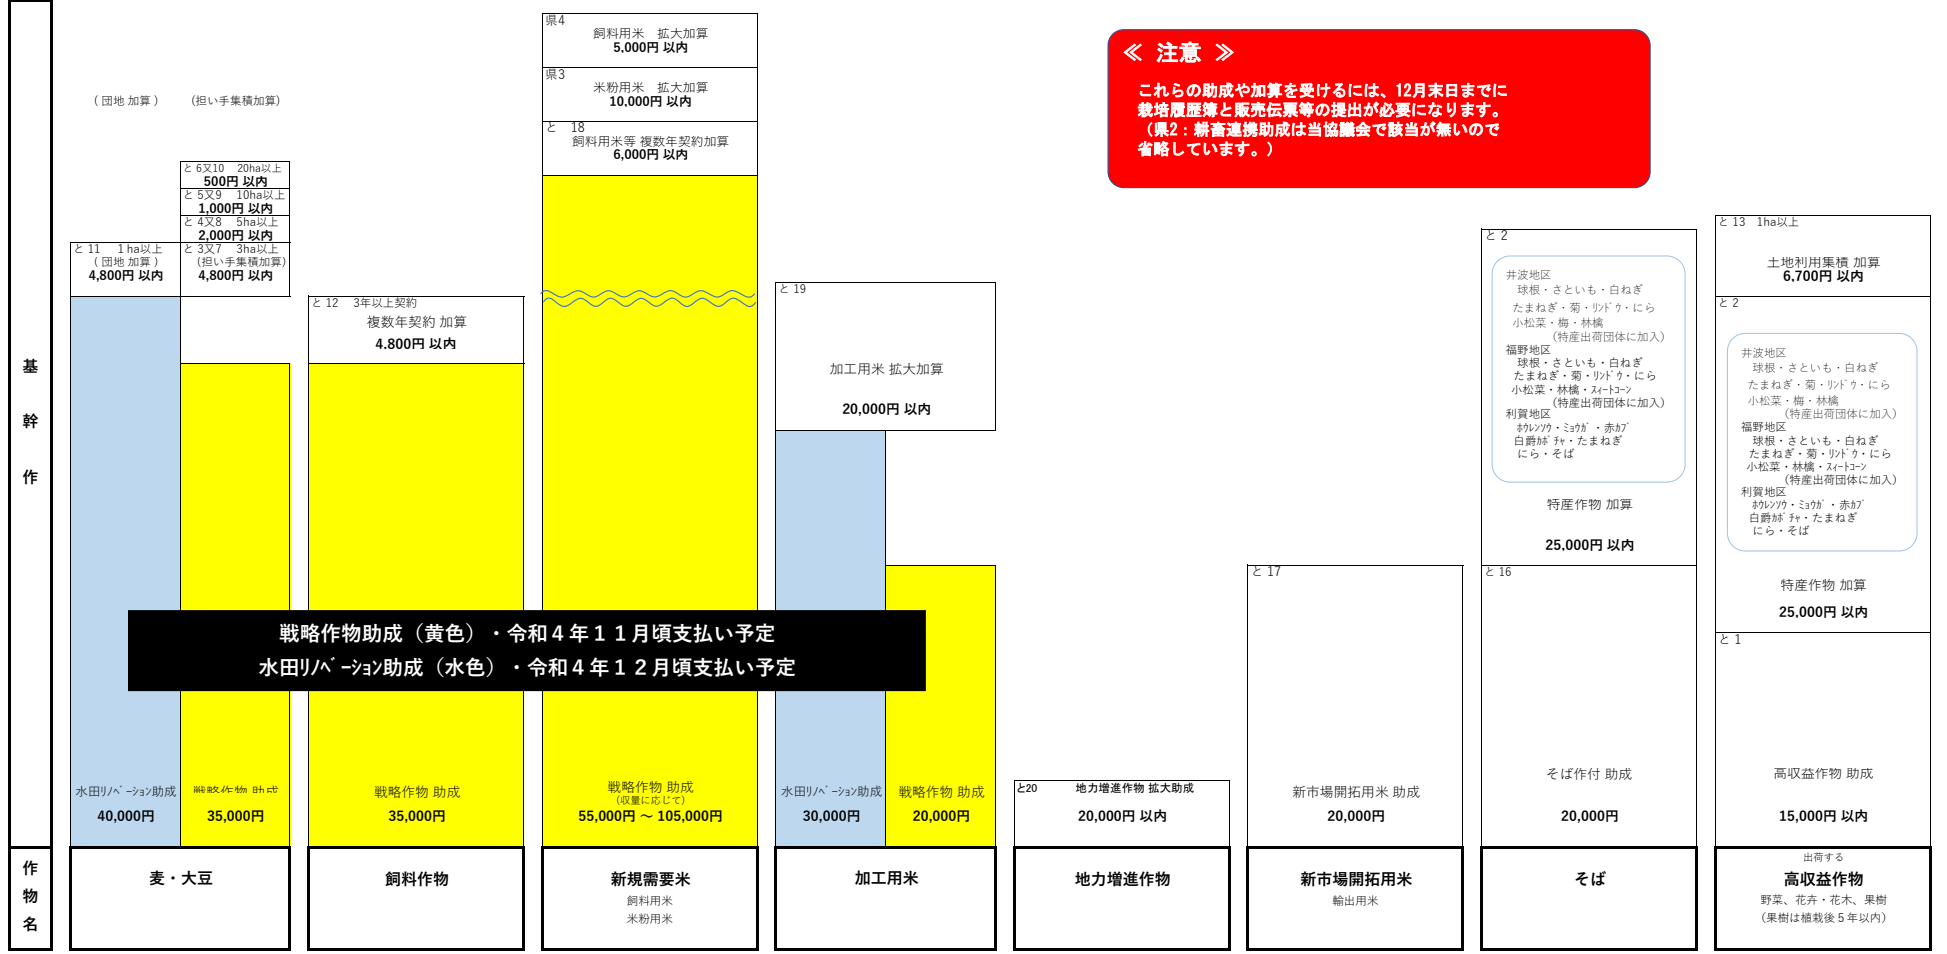 基幹作
( 団地 加算 )
(担い手集積加算)
と 6又10 20ha以上
500円 以内
と 5又9 10ha以上
1,000円 以内
と 4又8 5ha以上
2,000円 以内
と 11 1 ha以上
( 団地 加算 )
4,800円 以内
と 3又7 3ha以上
(担い手集積加算)
4,800円 以内
水田ﾘﾉﾍﾞｰｼｮﾝ助成
40,000円
戦略作物 助成
35,000円
と 12 3年以上契約
複数年契約 加算
4.800円 以内
戦略作物 助成
35,000円
県4
飼料用米 拡大加算
5,000円 以内
県3
米粉用米 拡大加算
10,000円 以内
と 18
飼料用米等 複数年契約加算
6,000円 以内
戦略作物 助成
(収量に応じて)
55,000円 ～ 105,000円
と 19
加工用米 拡大加算
20,000円 以内
水田ﾘﾉﾍﾞｰｼｮﾝ助成
30,000円
戦略作物 助成
20,000円
戦略作物助成（黄色）・令和４年１１月頃支払い予定
水田ﾘﾉﾍﾞｰｼｮﾝ助成（水色）・令和４年１２月頃支払い予定
≪ 注意 ≫
これらの助成や加算を受けるには、12月末日までに
栽培履歴簿と販売伝票等の提出が必要になります。
（県2：耕畜連携助成は当協議会で該当が無いので
省略しています。）
と20 地力増進作物 拡大助成
20,000円 以内
と 17
新市場開拓用米 助成
20,000円
と 2
井波地区
球根・さといも・白ねぎ
たまねぎ・菊・ﾘﾝﾄﾞｳ・にら
小松菜・梅・林檎
(特産出荷団体に加入)
福野地区
球根・さといも・白ねぎ
たまねぎ・菊・ﾘﾝﾄﾞｳ・にら
小松菜・林檎・ｽｨｰﾄｺｰﾝ
(特産出荷団体に加入)
利賀地区
ﾎｳﾚﾝｿｳ・ﾐｮｳｶﾞ・赤ｶﾌﾞ
白爵ｶﾎﾞﾁｬ・たまねぎ
にら・そば
特産作物 加算
25,000円 以内
と 16
そば作付 助成
20,000円
と 13 1ha以上
土地利用集積 加算
6,700円 以内
と 2
井波地区
球根・さといも・白ねぎ
たまねぎ・菊・ﾘﾝﾄﾞｳ・にら
小松菜・梅・林檎
(特産出荷団体に加入)
福野地区
球根・さといも・白ねぎ
たまねぎ・菊・ﾘﾝﾄﾞｳ・にら
小松菜・林檎・ｽｨｰﾄｺｰﾝ
(特産出荷団体に加入)
利賀地区
ﾎｳﾚﾝｿｳ・ﾐｮｳｶﾞ・赤ｶﾌﾞ
白爵ｶﾎﾞﾁｬ・たまねぎ
にら・そば
特産作物 加算
25,000円 以内
と 1
高収益作物 助成
15,000円 以内
作物名
麦・大豆
飼料作物
新規需要米
飼料用米
米粉用米
加工用米
地力増進作物
新市場開拓用米
輸出用米
そば
出荷する
高収益作物
野菜、花卉・花木、果樹
（果樹は植栽後５年以内）